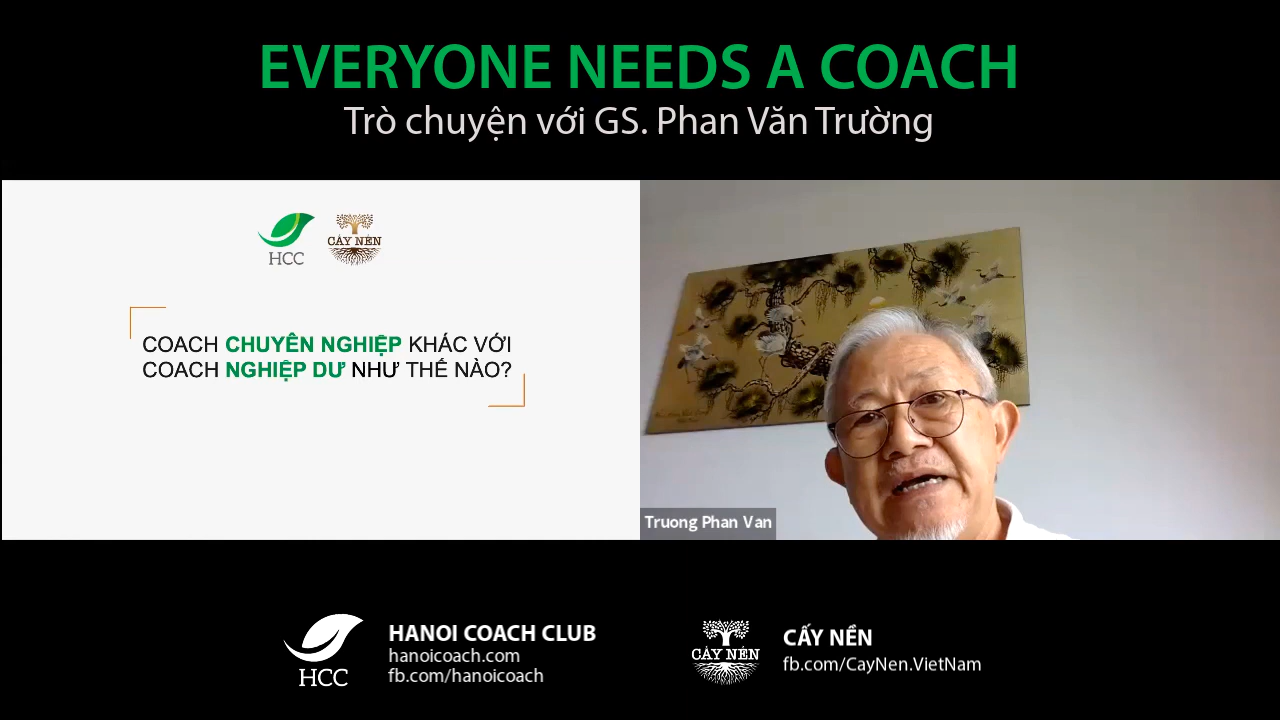 EVERYONE NEEDS A COACH
Trò chuyện với GS. Phan Văn Trường
HCC
CẤY NỀN
COACH CHUYÊN NGHIỆP KHÁC VỚI
COACH NGHIỆP DƯ NHƯ THẾ NÀO?
Truong Phan Van
HCC
HANOI COACH CLUB
hanoicoach.com
fb.com/hanoicoach
CẤY NỀN
CẤY NỀN
fb.com/CayNen.VietNam